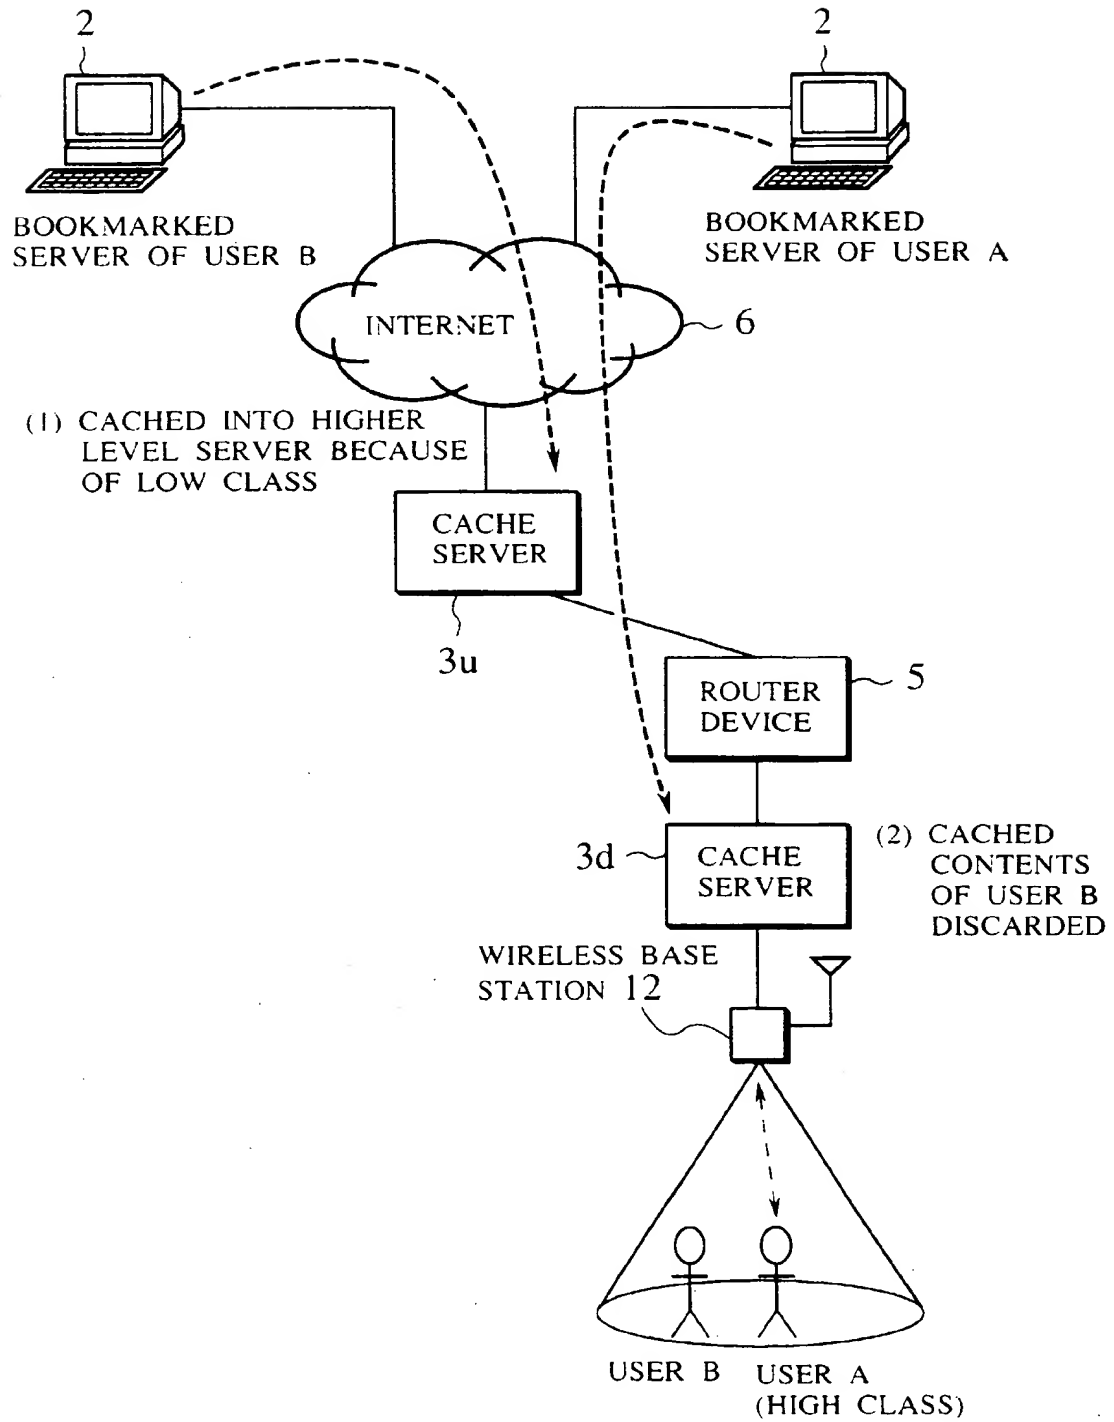 2
2
BOOKMARKED
SERVER OF USER B
BOOKMARKED
SERVER OF USER A
INTERNET
6
(1) CACHED INTO HIGHER
LEVEL SERVER BECAUSE
OF LOW CLASS
CACHE
SERVER
3u
ROUTER
DEVICE
5
3d
CACHE
SERVER
(2) CACHED
CONTENTS
OF USER B
DISCARDED
WIRELESS BASE
STATION 12
USER B
USER A
(HIGH CLASS)